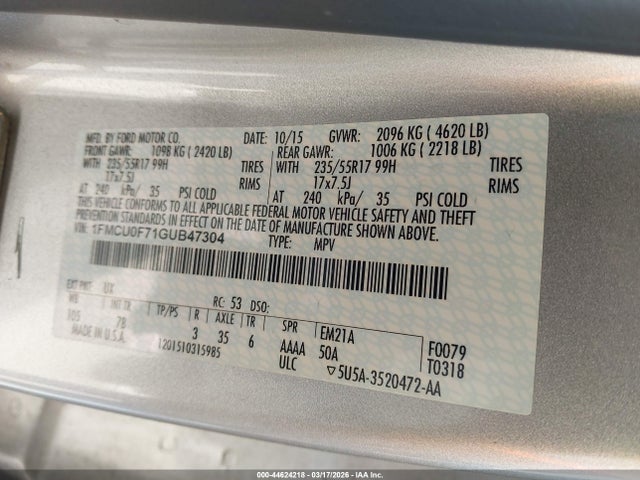 MFD. BY FORD MOTOR CO. DATE: 10/15 GVWR: 2096 KG ( 4620 LB)
FRONT GAWR: 1098 KG ( 2420 LB) REAR GAWR: 1006 KG ( 2218 LB)
WITH 235/55R17 99H TIRES WITH 235/55R17 99H TIRES
17x7.5J RIMS 17x7.5J RIMS
AT 240 kPa/ 35 PSI COLD AT 240 kPa/ 35 PSI COLD
THIS VEHICLE CONFORMS TO ALL APPLICABLE FEDERAL MOTOR VEHICLE SAFETY AND THEFT
PREVENTION STANDARDS IN EFFECT ON THE DATE OF MANUFACTURE SHOWN ABOVE.
VIN: 1FMCU0F71GUB47304 TYPE: MPV
EXT PNT: UX RC: 53 DSO:
WB INT TR TP/PS R AXLE TR SPR EM21A F0079
105 78 3 35 6 AAAA 50A T0318
MADE IN U.S.A. 1201510315985 ULC ▽5U5A-3520472-AA
000-44624218 - 03/17/2026 - IAA Inc.